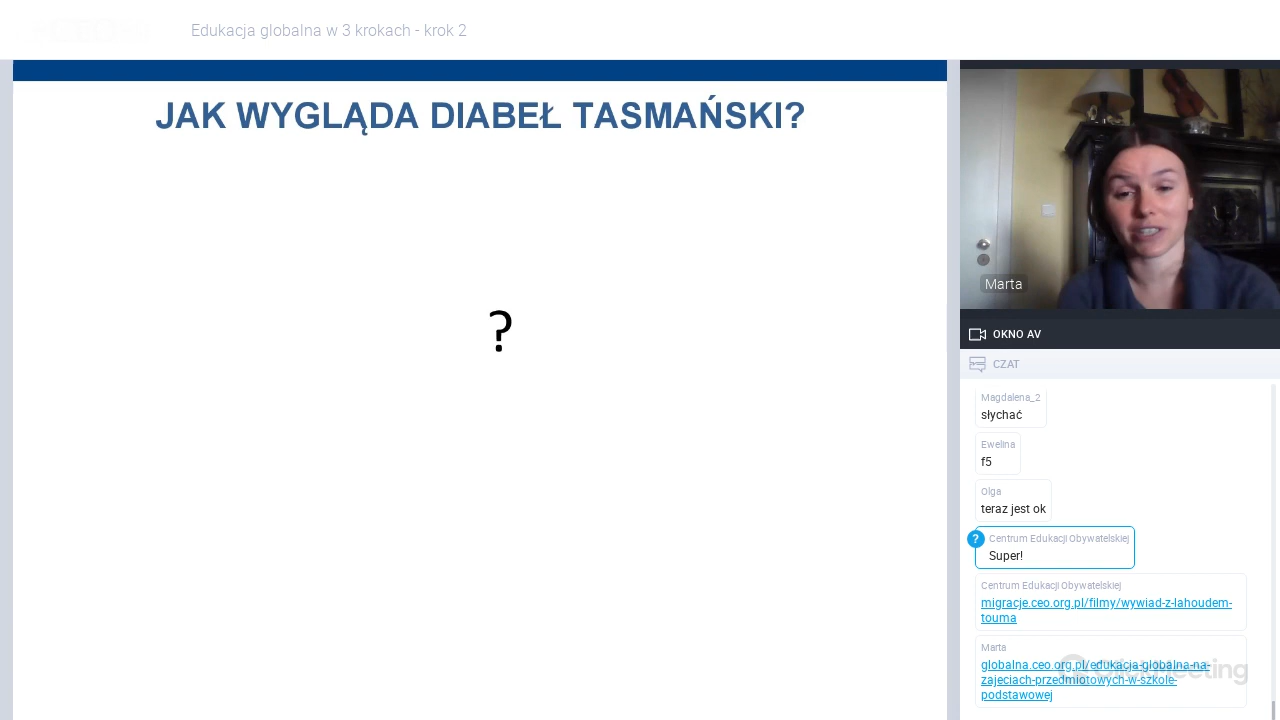 Edukacja globalna w 3 krokach - krok 2
JAK WYGLĄDA DIABEŁ TASMAŃSKI?
?
Marta
OKNO AV
CZAT
Magdalena_2
słychać
Ewelina
f5
Olga
teraz jest ok
?
Centrum Edukacji Obywatelskiej
Super!
Centrum Edukacji Obywatelskiej
migracje.ceo.org.pl/filmy/wywiad-z-lahoudem-
touma
Marta
globalna.ceo.org.pl/edukacja-globalna-na-
zajeciach-przedmiotowych-w-szkole-
podstawowej
ClickMeeting